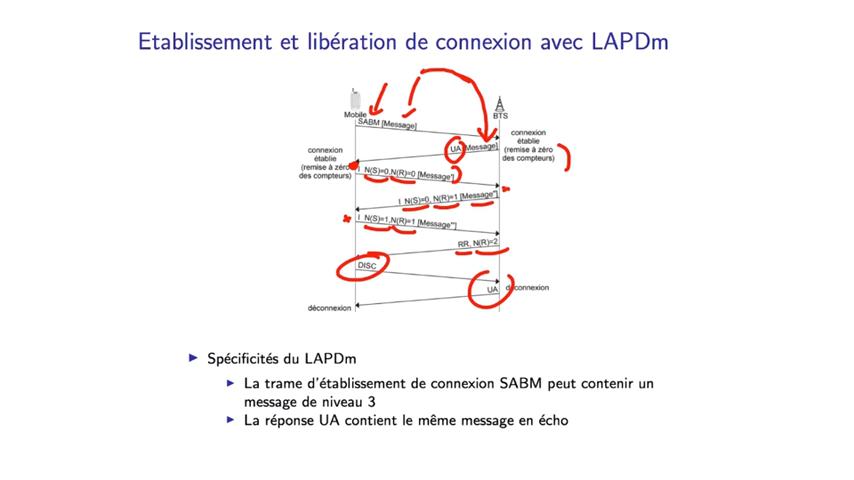 Etablissement et libération de connexion avec LAPDm
Mobile
BTS
SABM [Message]
connexion
établie
(remise à zéro
des compteurs)
UA [Message]
connexion
établie
(remise à zéro
des compteurs)
I N(S)=0,N(R)=0 [Message']
I N(S)=0, N(R)=1 [Message'']
I N(S)=1,N(R)=1 [Message''']
RR, N(R)=2
DISC
UA
déconnexion
déconnexion
Spécificités du LAPDm
La trame d'établissement de connexion SABM peut contenir un
message de niveau 3
La réponse UA contient le même message en écho